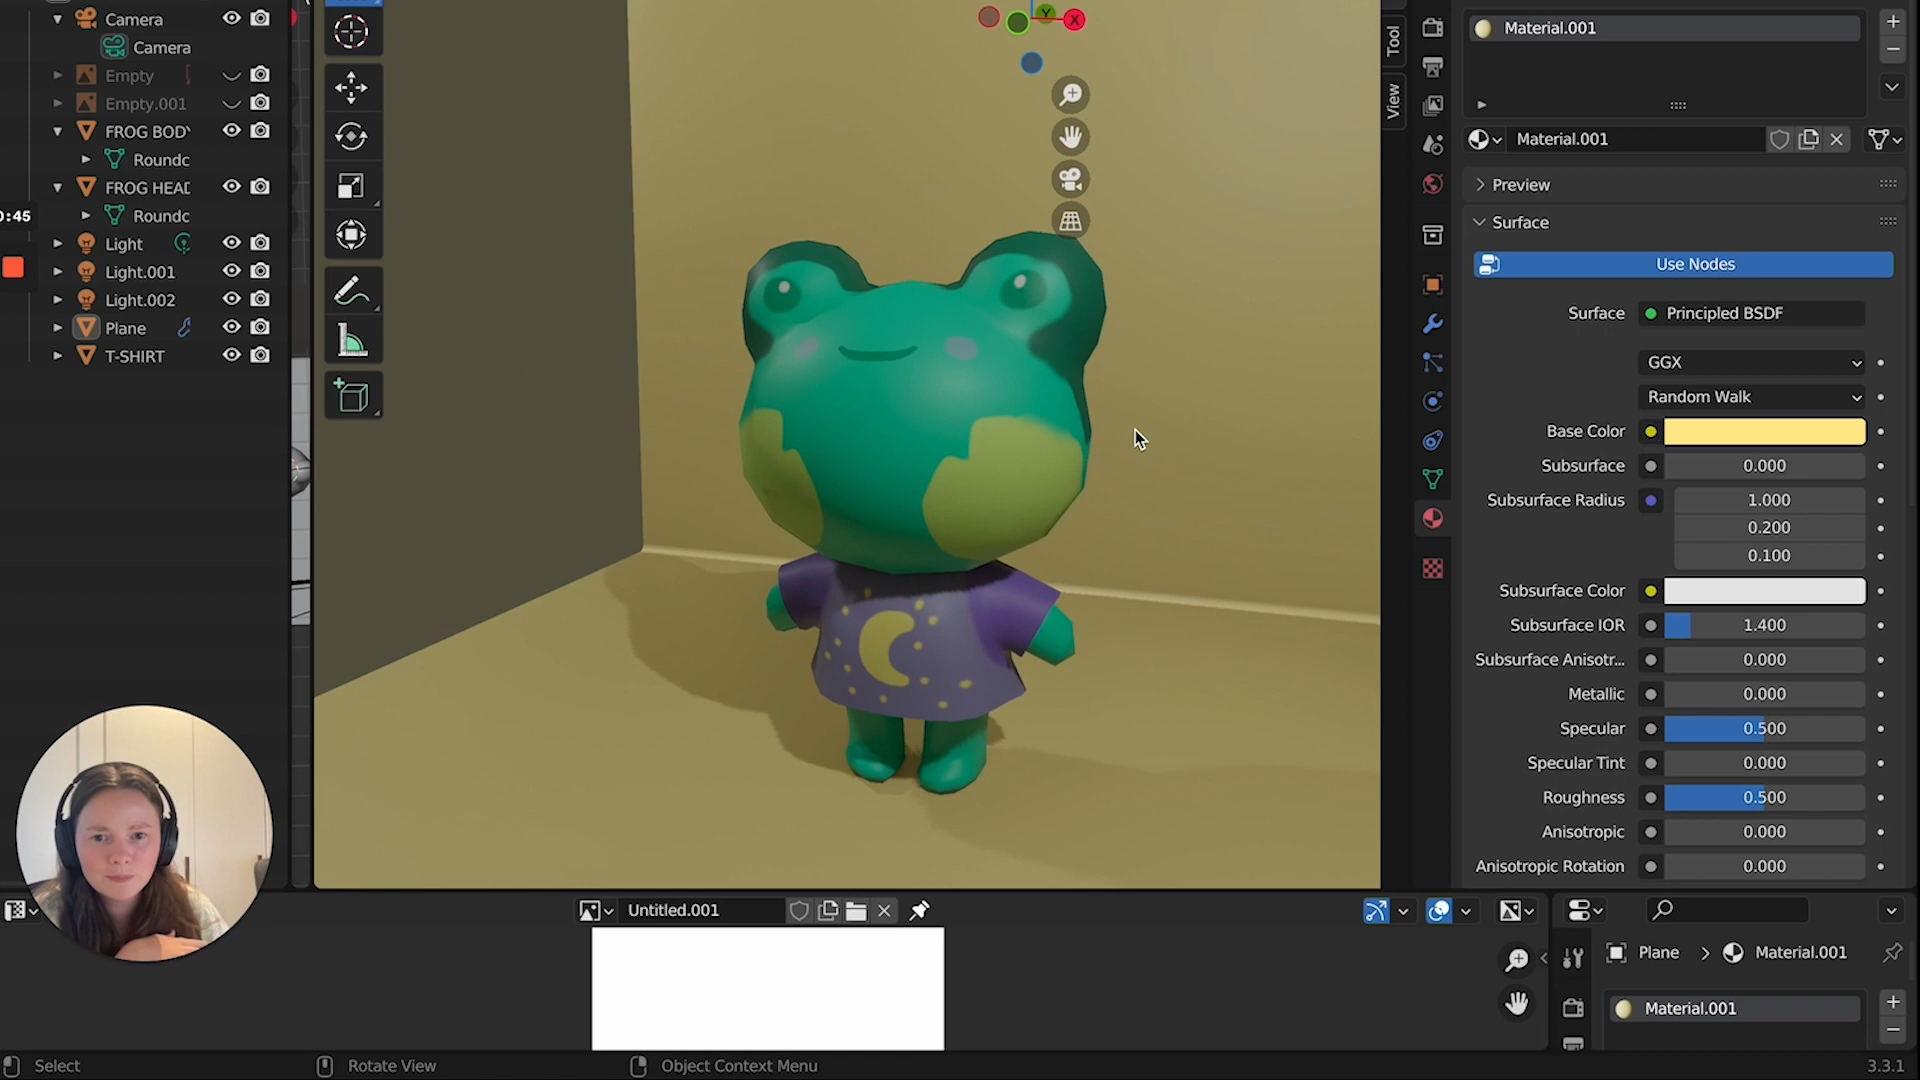 Camera
Camera
Empty
Empty.001
FROG BODY
Roundc
FROG HEAD
Roundc
0:45
Light
Light.001
Light.002
Plane
T-SHIRT
Y
X
Tool
View
Material.001
Material.001
Preview
Surface
Use Nodes
Surface
Principled BSDF
GGX
Random Walk
Base Color
Subsurface
0.000
Subsurface Radius
1.000
0.200
0.100
Subsurface Color
Subsurface IOR
1.400
Subsurface Anisotr...
0.000
Metallic
0.000
Specular
0.500
Specular Tint
0.000
Roughness
0.500
Anisotropic
0.000
Anisotropic Rotation
0.000
Untitled.001
Plane
Material.001
Material.001
Select
Rotate View
Object Context Menu
3.3.1